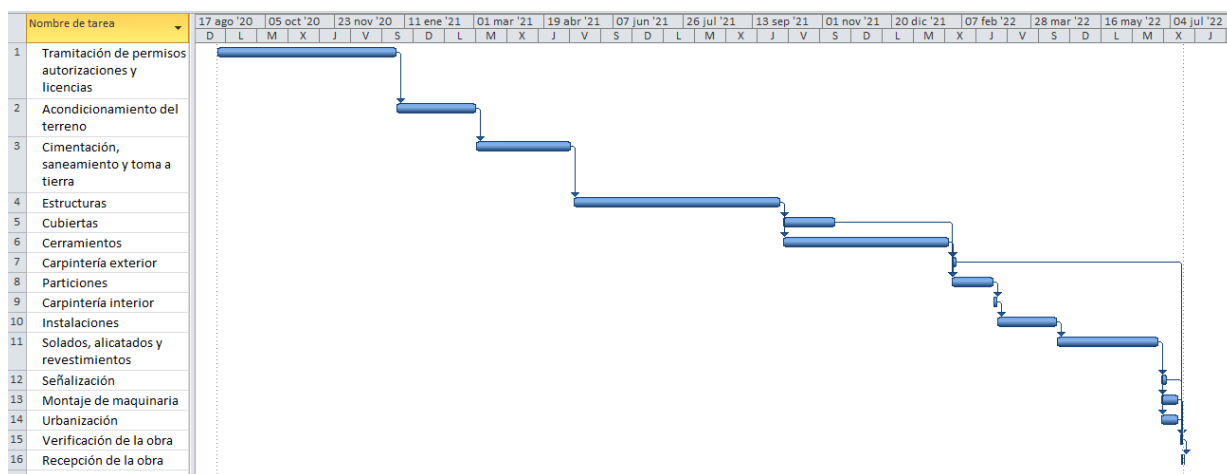 Nombre de tarea
17 ago '20 05 oct '20 23 nov '20 11 ene '21 01 mar '21 19 abr '21 07 jun '21 26 jul '21 13 sep '21 01 nov '21 20 dic '21 07 feb '22 28 mar '22 16 may '22 04 jul '22
D L M X J V S D L M X J V S D L M X J V S D L M X J V S D
1 Tramitación de permisos
autorizaciones y
licencias
2 Acondicionamiento del
terreno
3 Cimentación,
saneamiento y toma a
tierra
4 Estructuras
5 Cubiertas
6 Cerramientos
7 Carpintería exterior
8 Particiones
9 Carpintería interior
10 Instalaciones
11 Solados, alicatados y
revestimientos
12 Señalización
13 Montaje de maquinaria
14 Urbanización
15 Verificación de la obra
16 Recepción de la obra